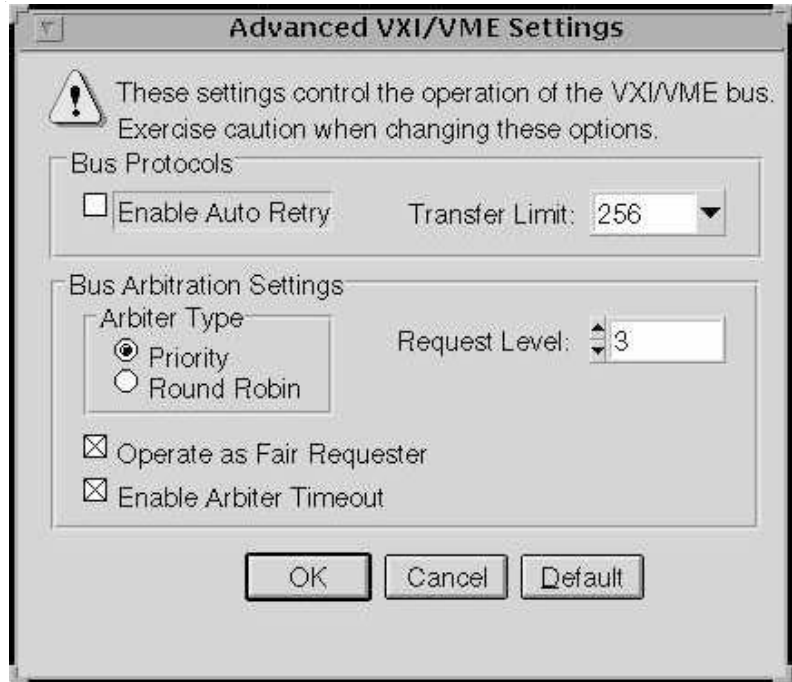 Advanced VXI/VME Settings
These settings control the operation of the VXI/VME bus.
Exercise caution when changing these options.
Bus Protocols
Enable Auto Retry
Transfer Limit: 256
Bus Arbitration Settings
Arbiter Type
Priority
Round Robin
Request Level: 3
Operate as Fair Requester
Enable Arbiter Timeout
OK
Cancel
Default